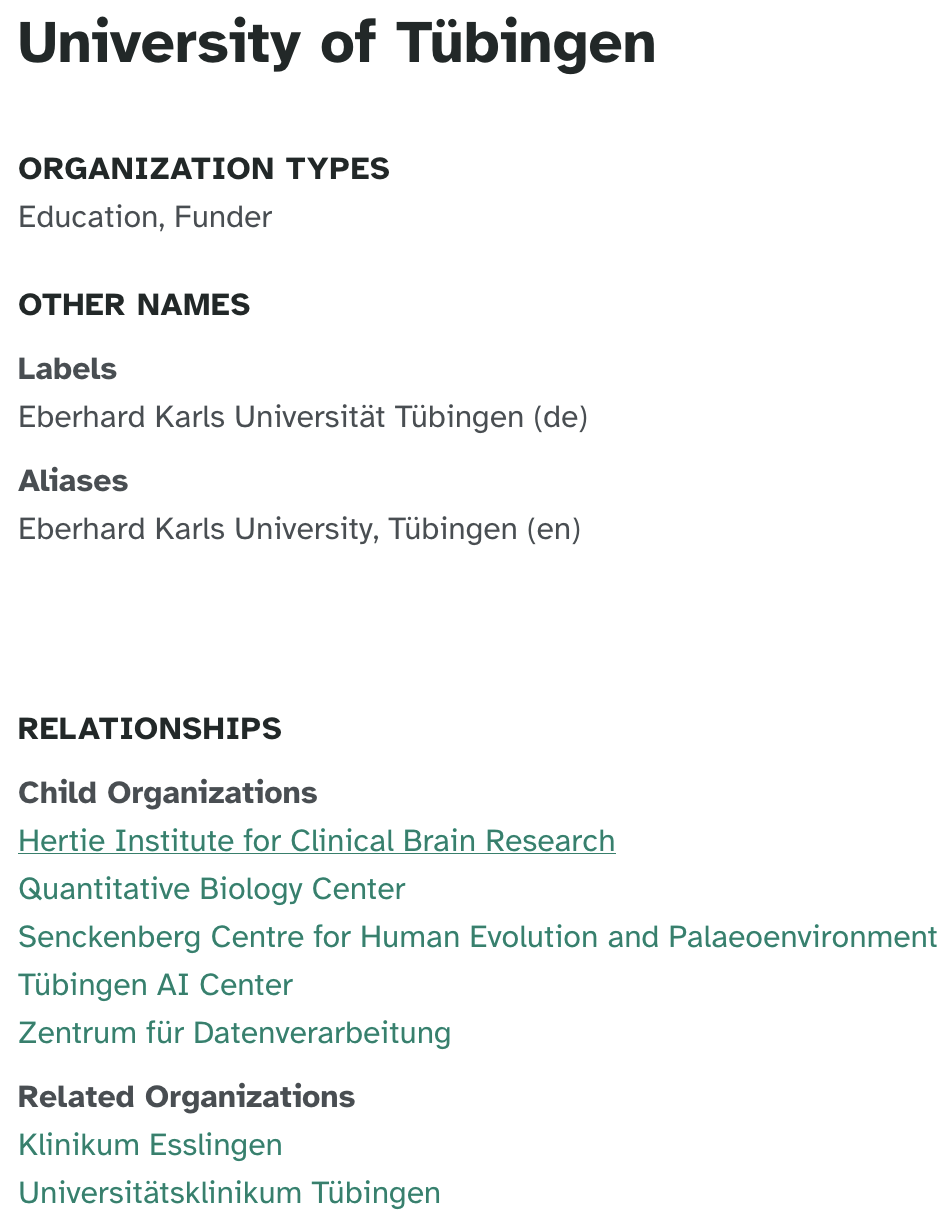 University of Tübingen
ORGANIZATION TYPES
Education, Funder
OTHER NAMES
Labels
Eberhard Karls Universität Tübingen (de)
Aliases
Eberhard Karls University, Tübingen (en)
RELATIONSHIPS
Child Organizations
Hertie Institute for Clinical Brain Research
Quantitative Biology Center
Senckenberg Centre for Human Evolution and Palaeoenvironment
Tübingen AI Center
Zentrum für Datenverarbeitung
Related Organizations
Klinikum Esslingen
Universitätsklinikum Tübingen